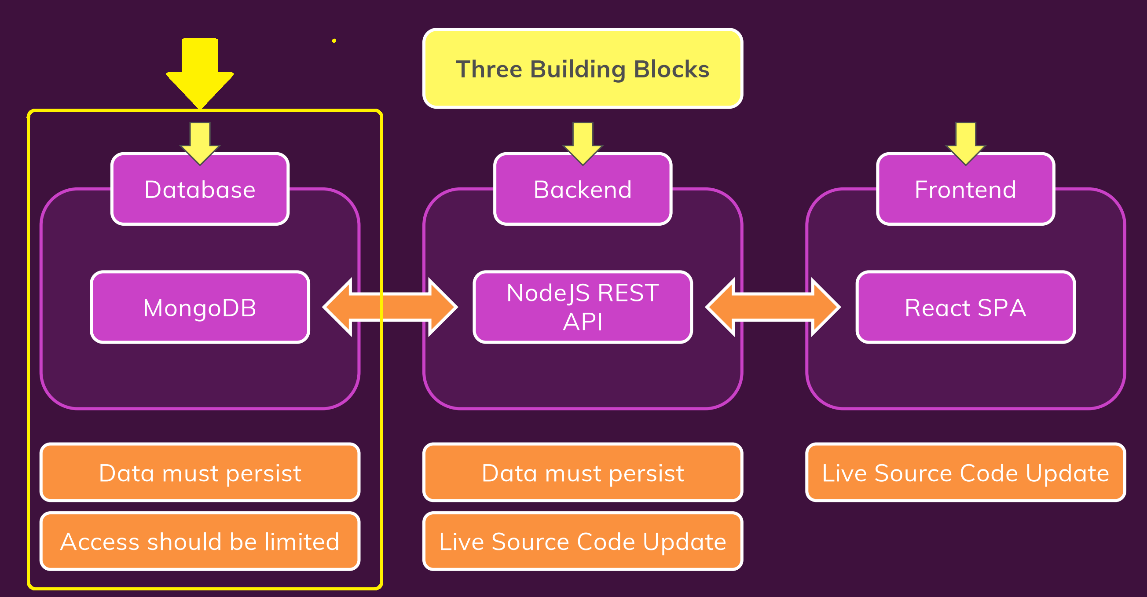 Three Building Blocks
Database
Backend
Frontend
MongoDB
NodeJS REST
API
React SPA
Data must persist
Data must persist
Live Source Code Update
Access should be limited
Live Source Code Update